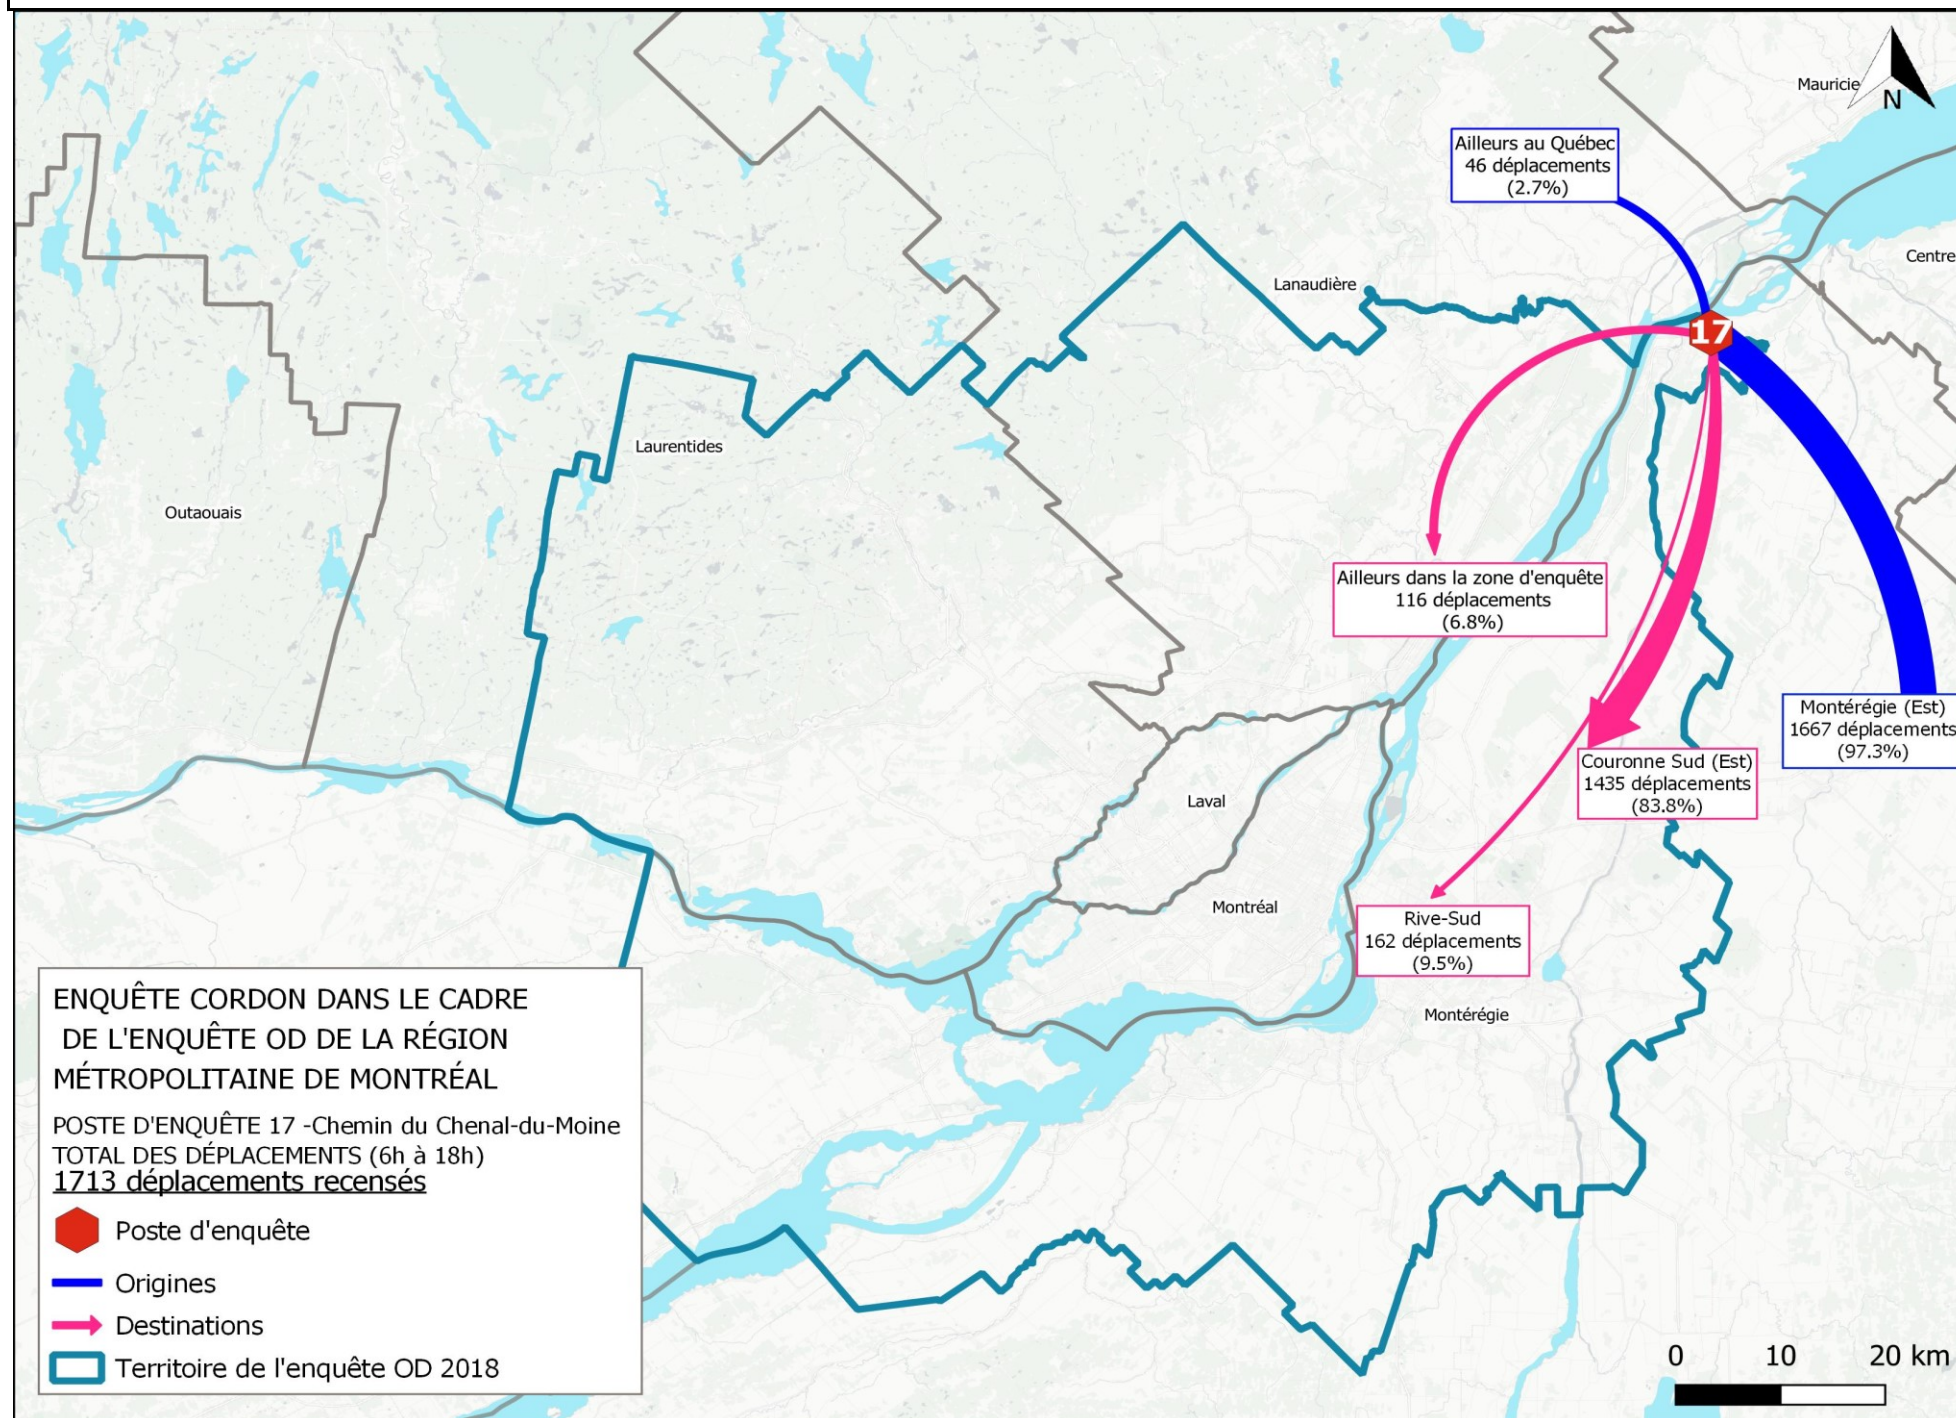 Mauricie
N
Ailleurs au Québec
46 déplacements
(2.7%)
Centre
Lanaudière
17
Laurentides
Outaouais
Ailleurs dans la zone d'enquête
116 déplacements
(6.8%)
Montérégie (Est)
1667 déplacements
(97.3%)
Couronne Sud (Est)
1435 déplacements
(83.8%)
Laval
Montréal
Rive-Sud
162 déplacements
(9.5%)
Montérégie
ENQUÊTE CORDON DANS LE CADRE
DE L'ENQUÊTE OD DE LA RÉGION
MÉTROPOLITAINE DE MONTRÉAL
POSTE D'ENQUÊTE 17 -Chemin du Chenal-du-Moine
TOTAL DES DÉPLACEMENTS (6h à 18h)
1713 déplacements recensés
Poste d'enquête
Origines
Destinations
Territoire de l'enquête OD 2018
0 10 20 km